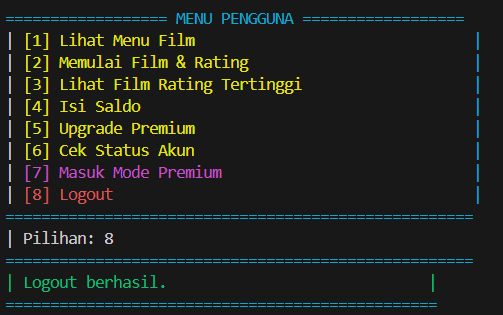 ================== MENU PENGGUNA ==================
| [1] Lihat Menu Film                               |
| [2] Memulai Film & Rating                         |
| [3] Lihat Film Rating Tertinggi                   |
| [4] Isi Saldo                                     |
| [5] Upgrade Premium                               |
| [6] Cek Status Akun                               |
| [7] Masuk Mode Premium                            |
| [8] Logout                                        |
====================================================
| Pilihan: 8
====================================================
| Logout berhasil.                             |
================================================